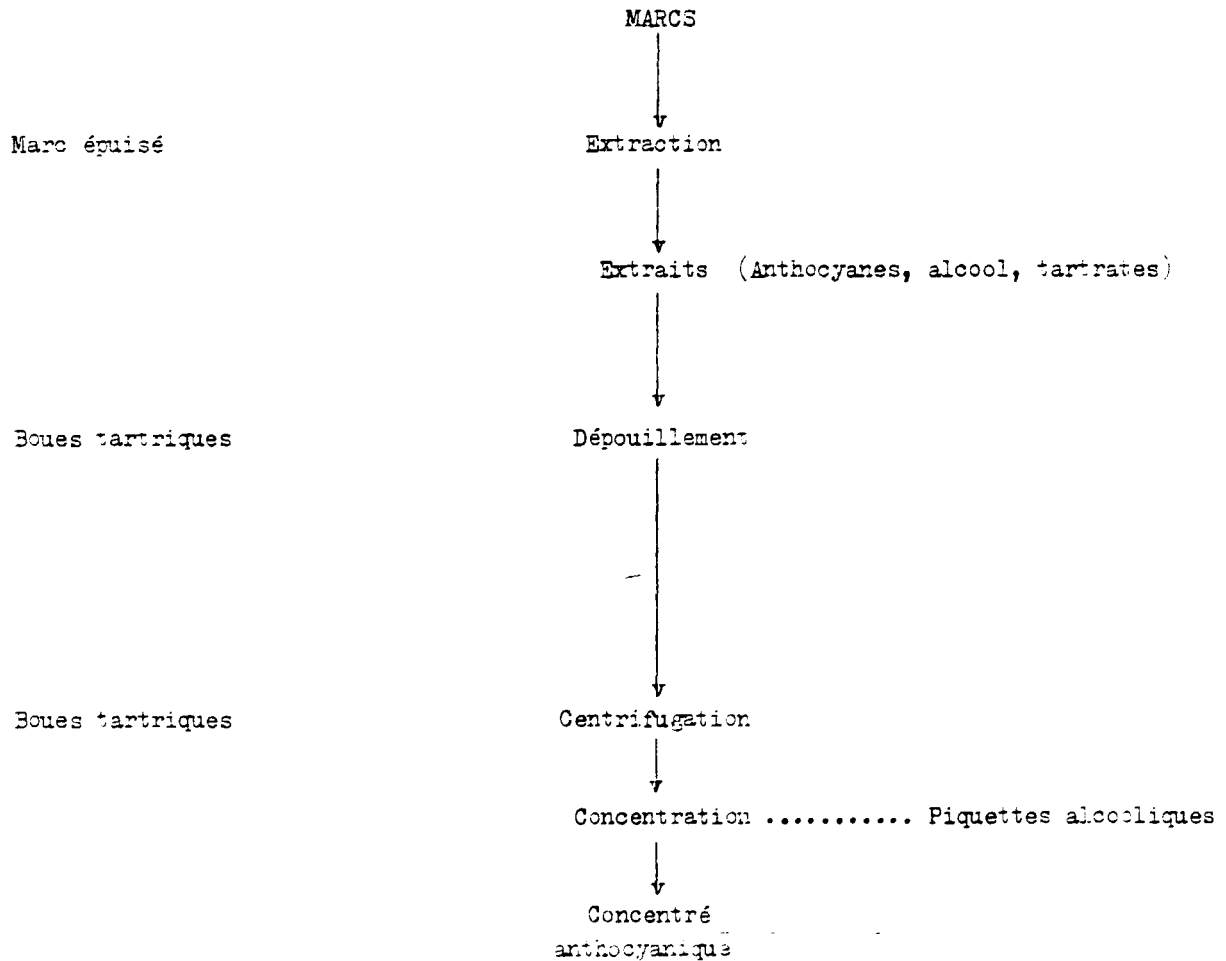 MARCS
Marc épuisé Extraction
Extraits (Anthocyanes, alcool, tartrates)
Boues tartriques Dépouillement
Boues tartriques Centrifugation
Concentration ........... Piquettes alcooliques
Concentré
anthocyanique